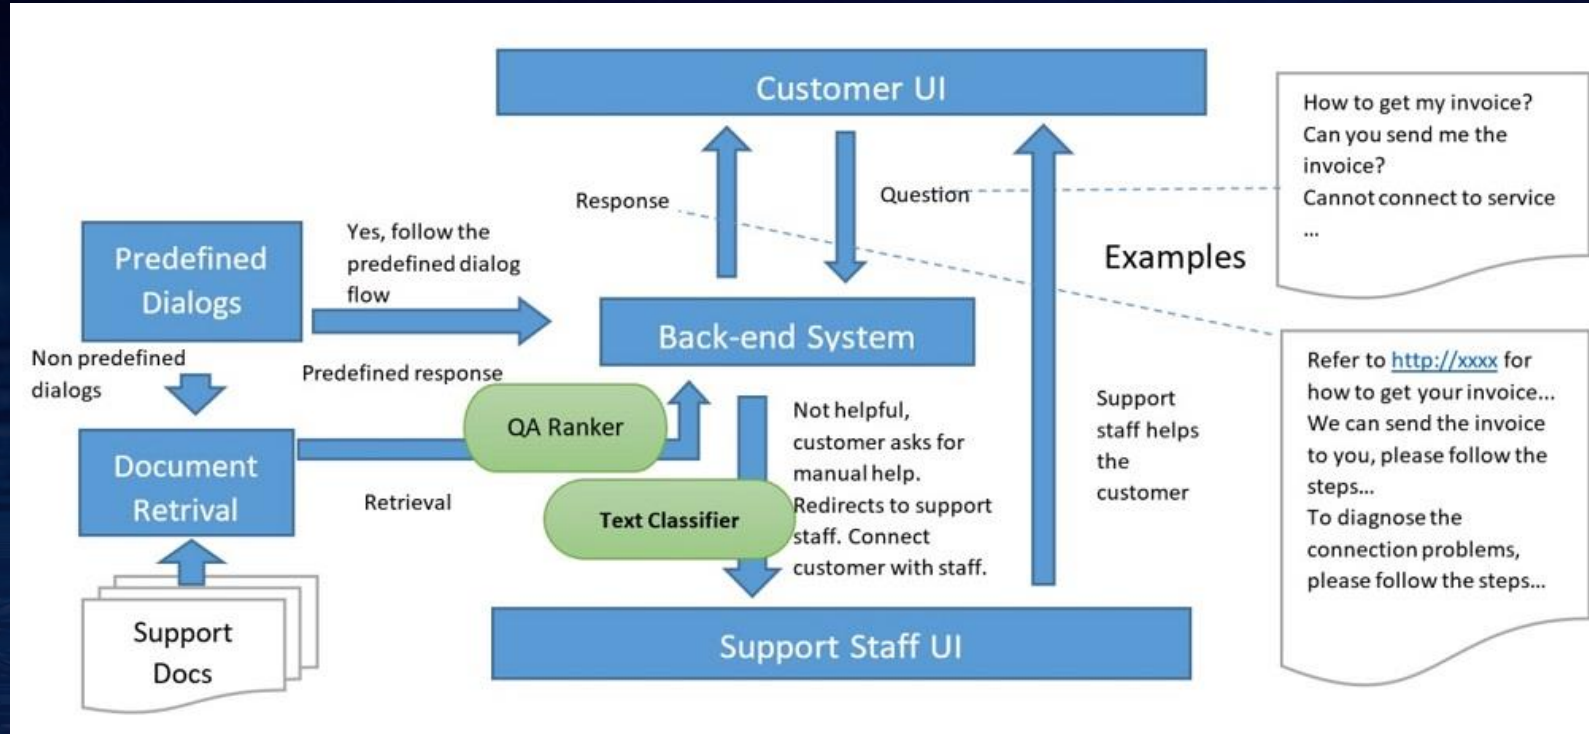 Customer UI
How to get my invoice?
Can you send me the
invoice?
Cannot connect to service
...
Response
Question
Examples
Predefined
Dialogs
Yes, follow the
predefined dialog
flow
Back-end System
Non predefined
dialogs
Predefined response
QA Ranker
Document
Retrival
Retrieval
Text Classifier
Not helpful,
customer asks for
manual help.
Redirects to support
staff. Connect
customer with staff.
Support
staff helps
the
customer
Refer to http://xxxx for
how to get your invoice...
We can send the invoice
to you, please follow the
steps...
To diagnose the
connection problems,
please follow the steps...
Support
Docs
Support Staff UI